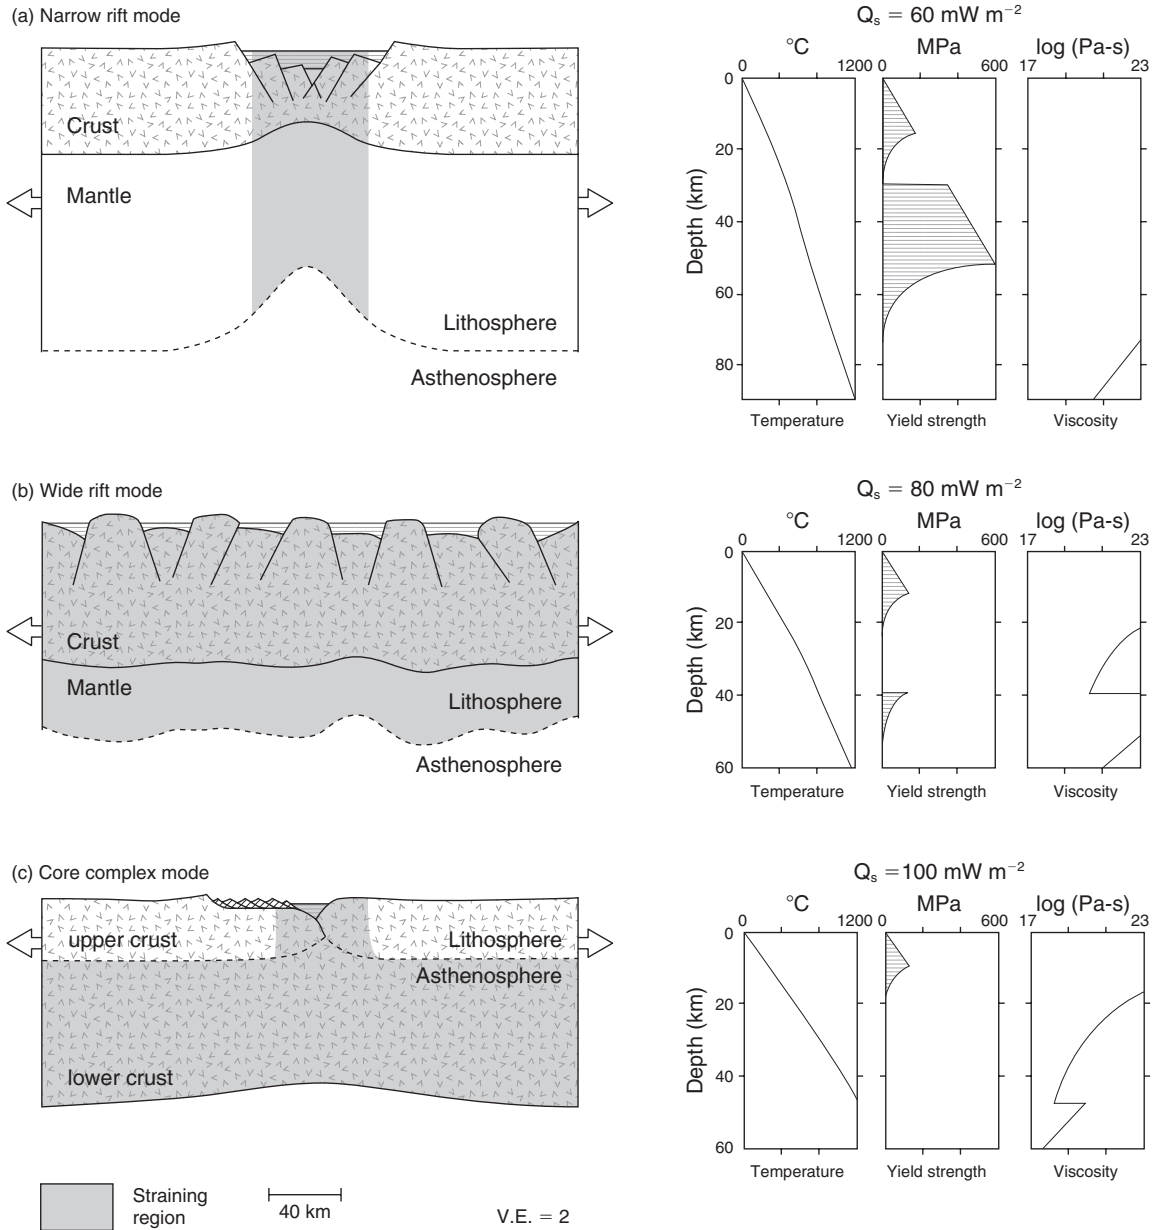 (a) Narrow rift mode
Crust
Mantle
Lithosphere
Asthenosphere
Qs = 60 mW m−2
°C MPa log (Pa-s)
0 1200 0 600 17 23
Depth (km)
0
20
40
60
80
Temperature Yield strength Viscosity
(b) Wide rift mode
Crust
Mantle
Lithosphere
Asthenosphere
Qs = 80 mW m−2
°C MPa log (Pa-s)
0 1200 0 600 17 23
Depth (km)
0
20
40
60
Temperature Yield strength Viscosity
(c) Core complex mode
upper crust
Lithosphere
Asthenosphere
lower crust
Qs =100 mW m−2
°C MPa log (Pa-s)
0 1200 0 600 17 23
Depth (km)
0
20
40
60
Temperature Yield strength Viscosity
Straining
region
40 km
V.E. = 2